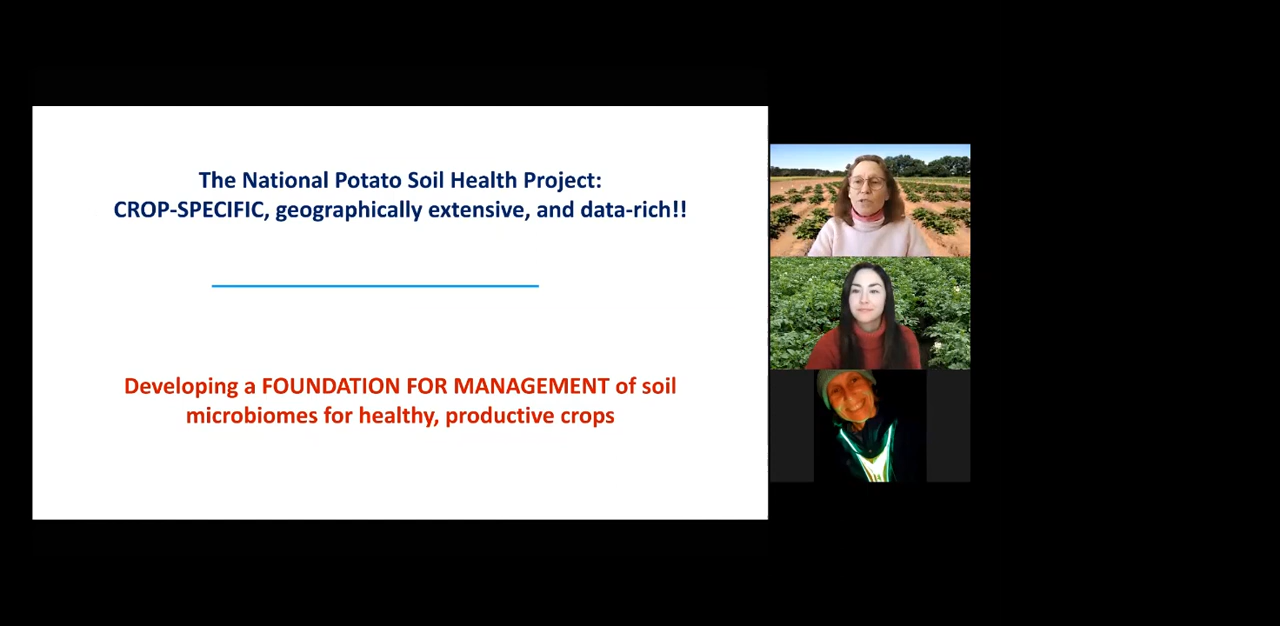 The National Potato Soil Health Project:
CROP-SPECIFIC, geographically extensive, and data-rich!!
Developing a FOUNDATION FOR MANAGEMENT of soil
microbiomes for healthy, productive crops